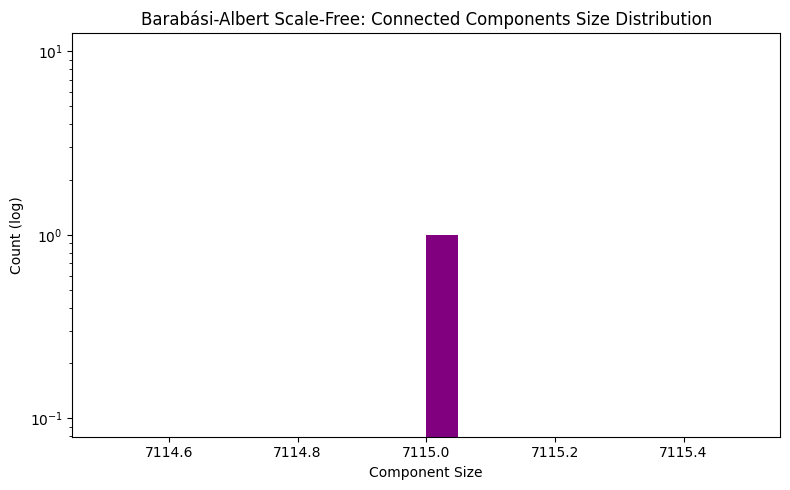 Barabási-Albert Scale-Free: Connected Components Size Distribution
Count (log)
10¹
10⁰
10⁻¹
7114.6 7114.8 7115.0 7115.2 7115.4
Component Size